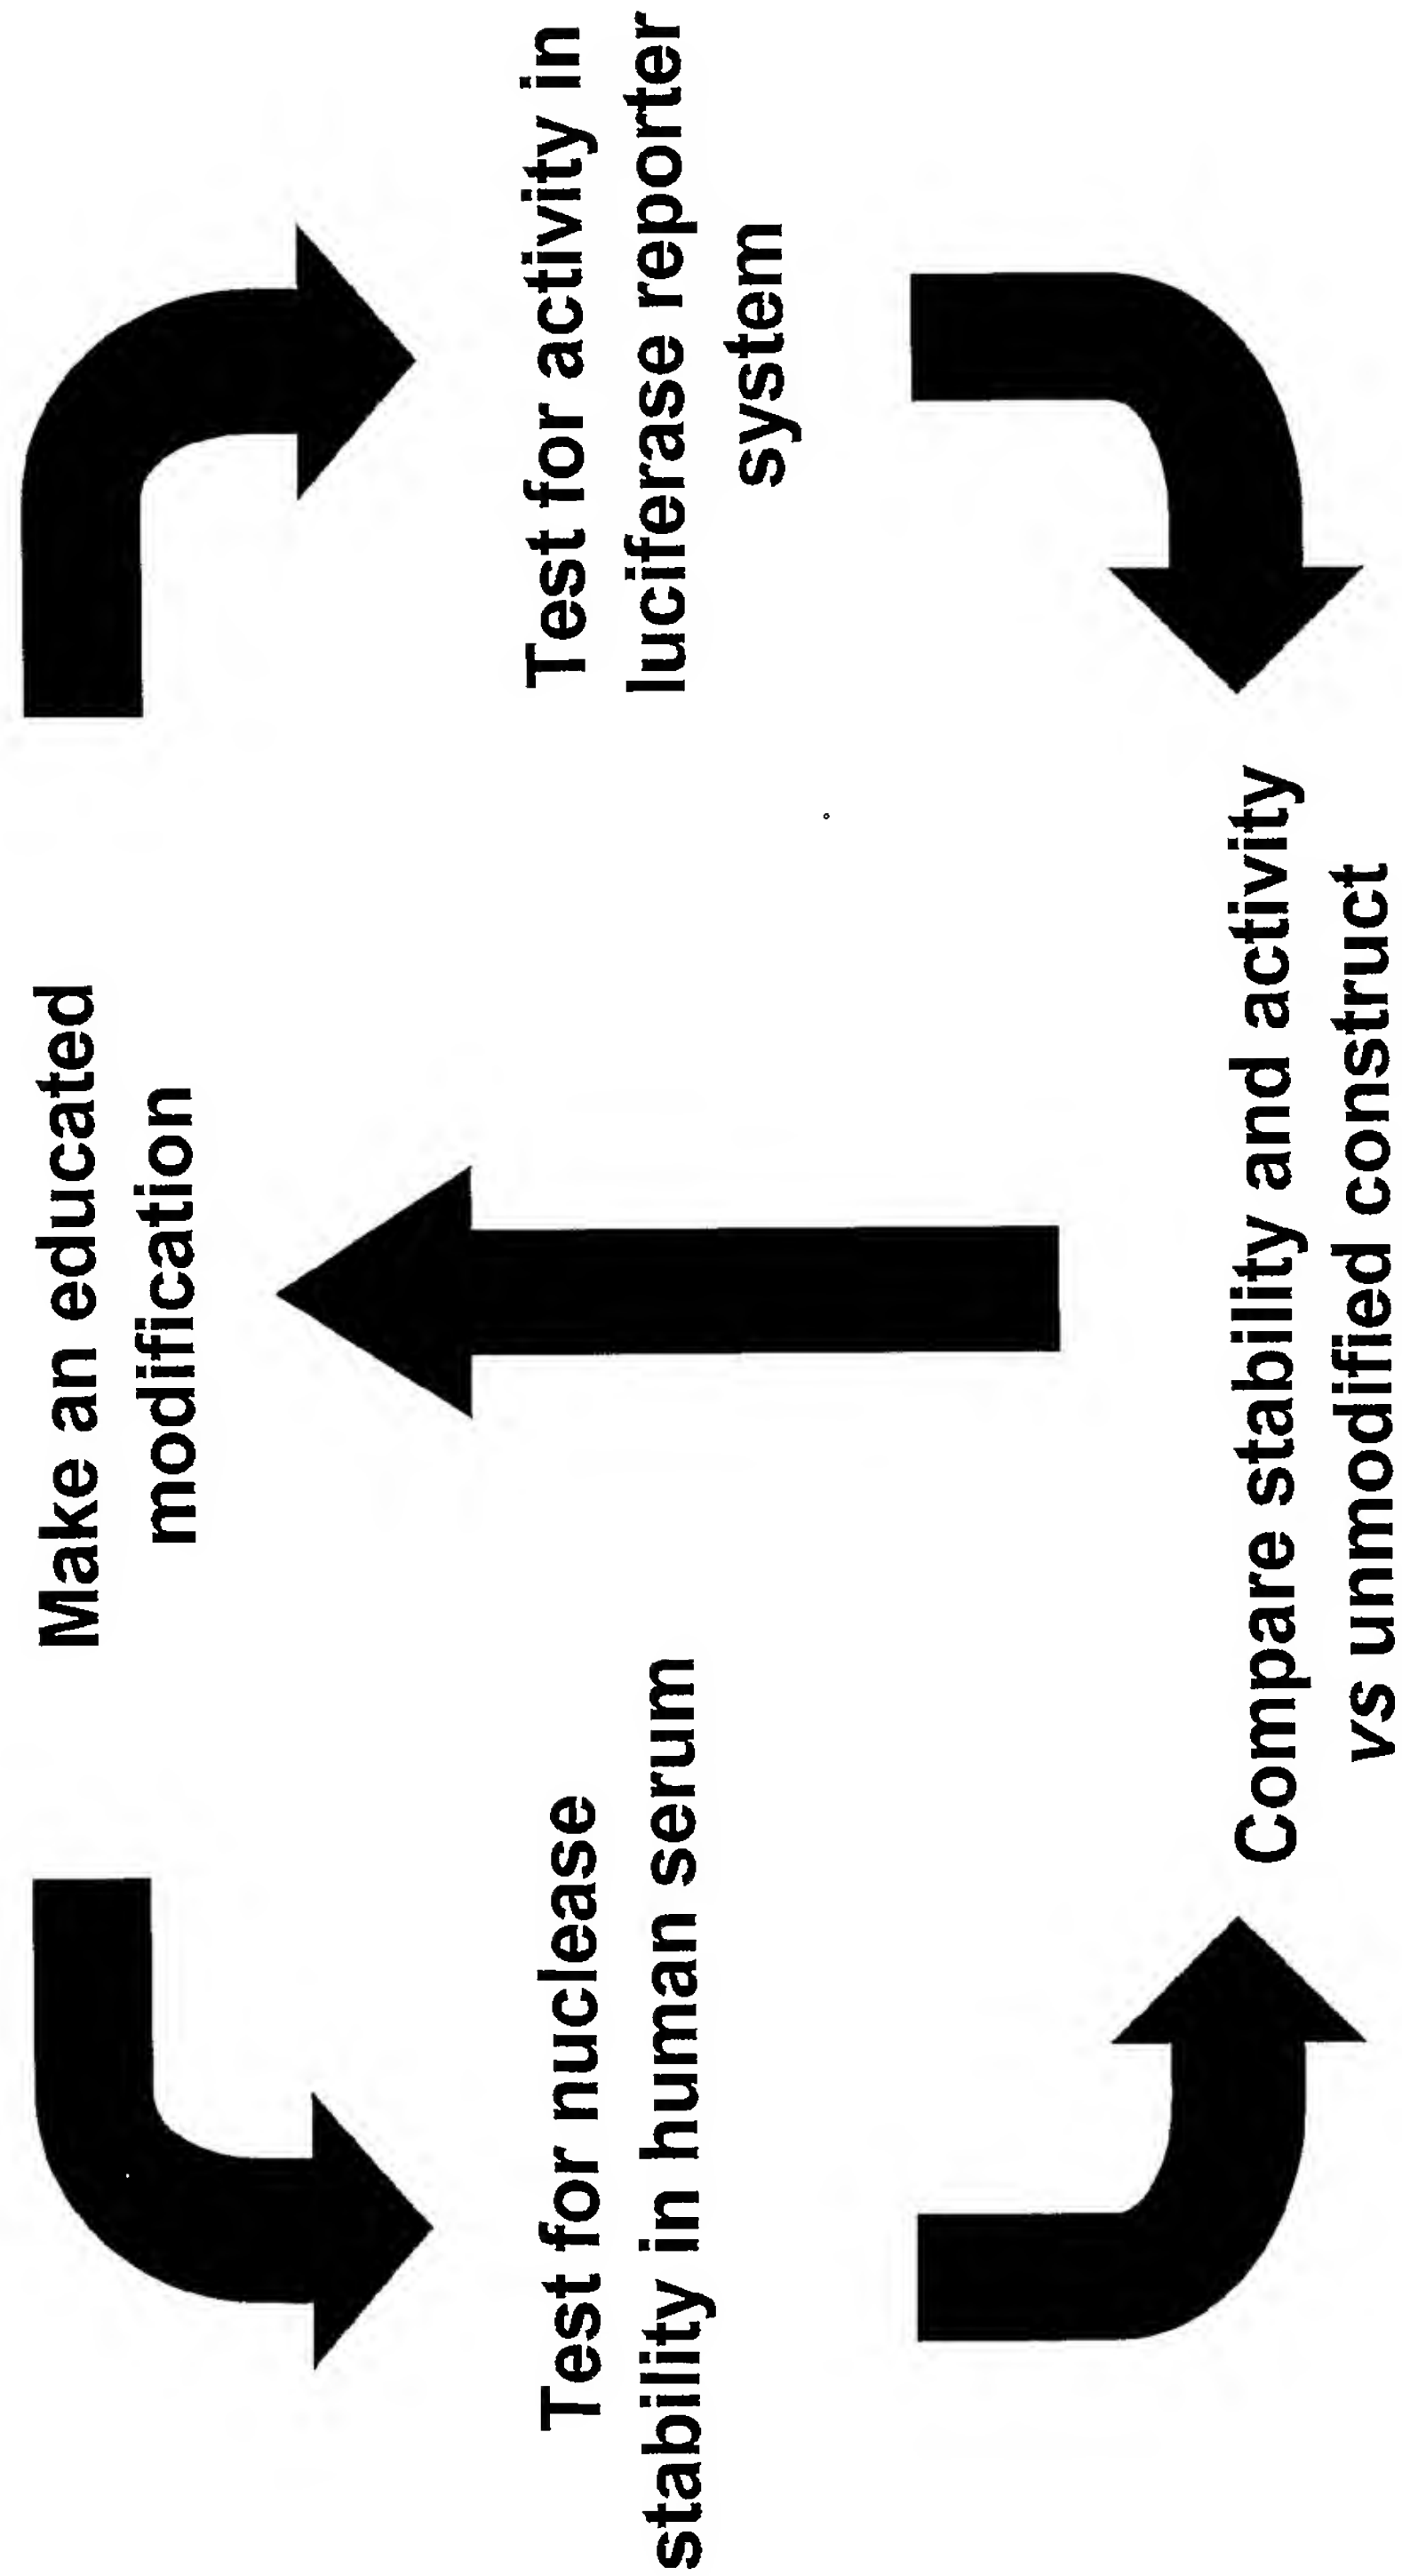 Make an educated
modification
Test for nuclease
stability in human serum
Test for activity in
luciferase reporter
system
Compare stability and activity
vs unmodified construct